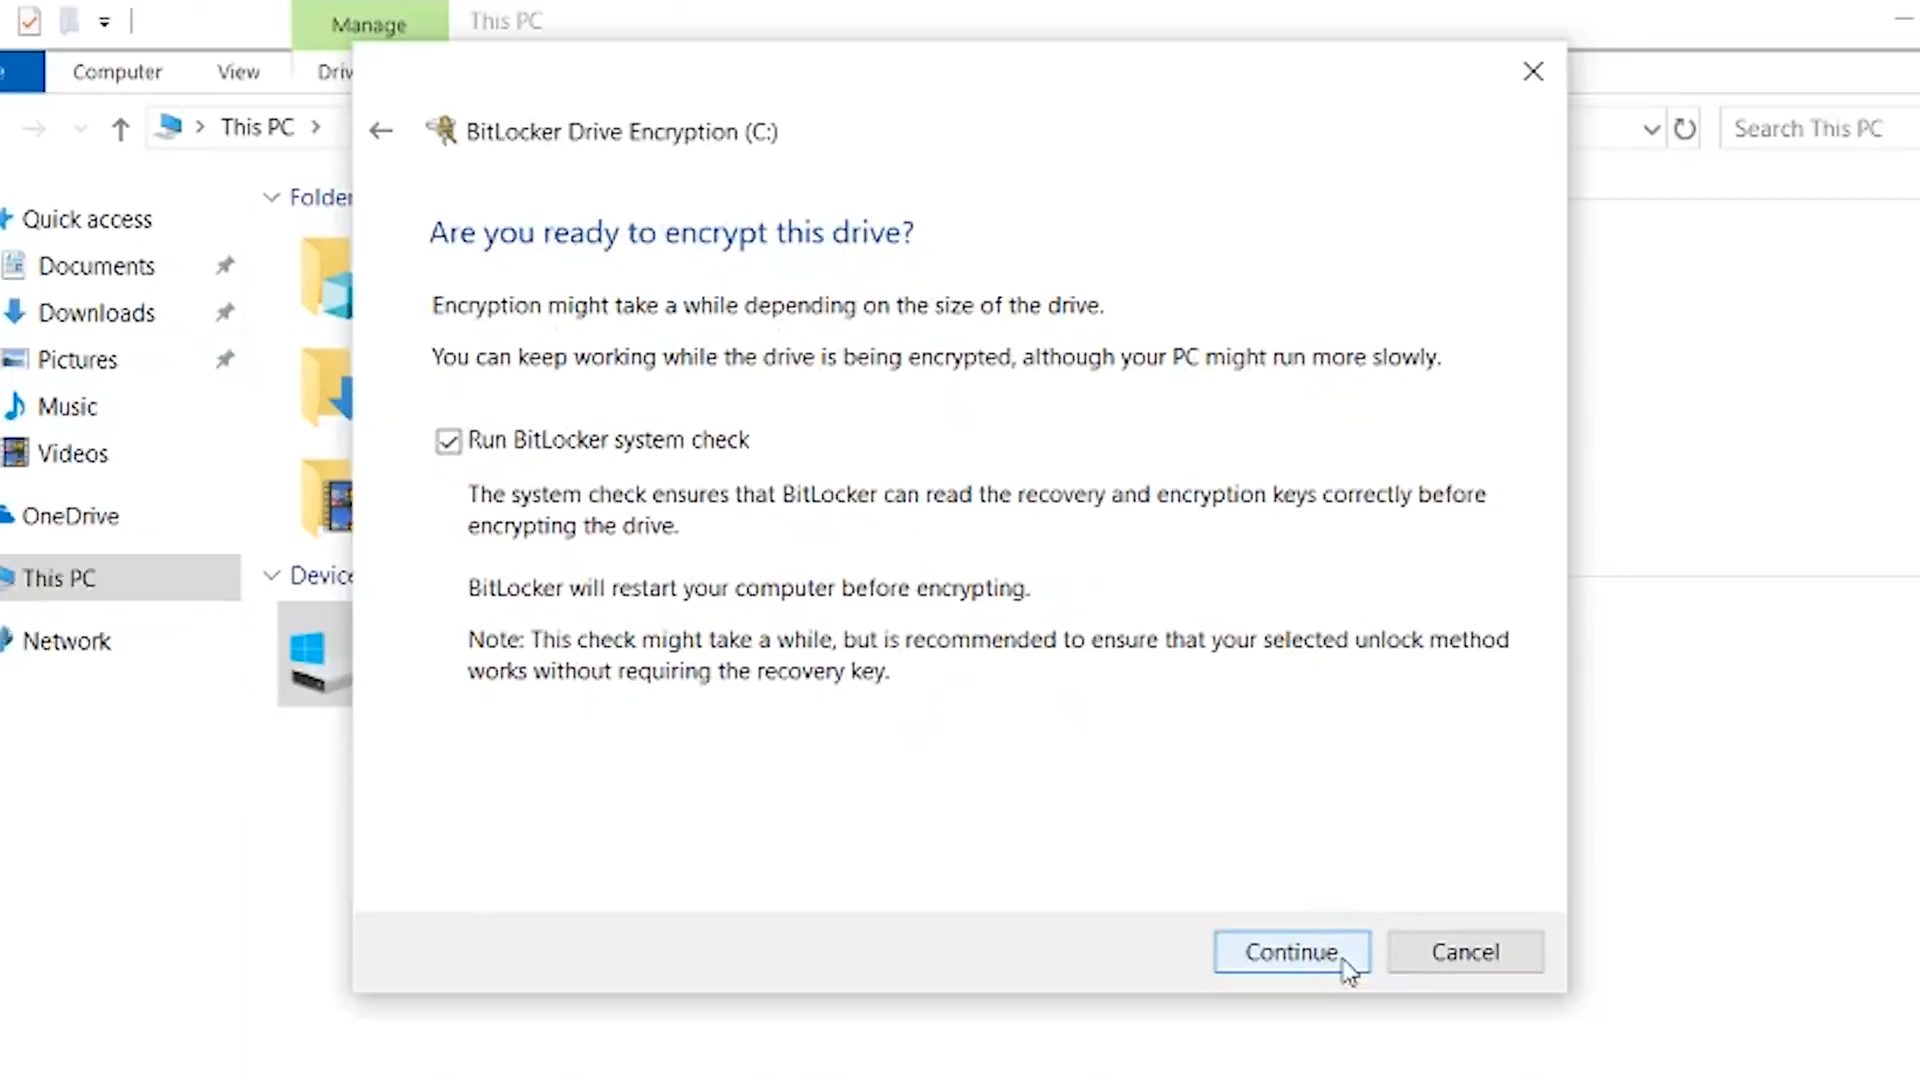 Manage
This PC
Computer
View
This PC
Search This PC
BitLocker Drive Encryption (C:)
Quick access
Documents
Downloads
Pictures
Music
Videos
OneDrive
This PC
Network
Are you ready to encrypt this drive?
Encryption might take a while depending on the size of the drive.
You can keep working while the drive is being encrypted, although your PC might run more slowly.
Run BitLocker system check
The system check ensures that BitLocker can read the recovery and encryption keys correctly before
encrypting the drive.
BitLocker will restart your computer before encrypting.
Note: This check might take a while, but is recommended to ensure that your selected unlock method
works without requiring the recovery key.
Continue
Cancel